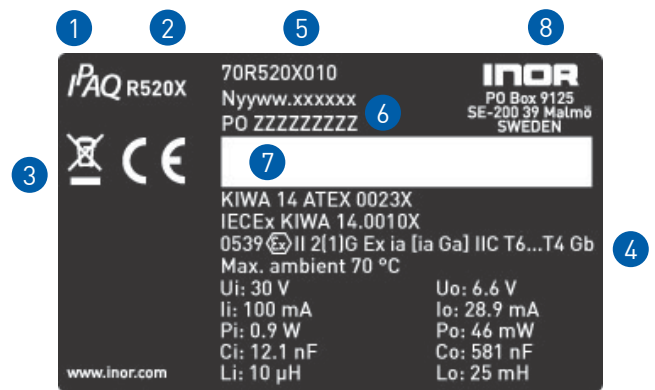 1 2 5 8
IPAQ R520X
70R520X010
Nyyww.xxxxxx
PO ZZZZZZZZZ
6
INOR
PO Box 9125
SE-200 39 Malmö
SWEDEN
3
CE
7
KIWA 14 ATEX 0023X
IECEx KIWA 14.0010X
0539 Ex II 2(1)G Ex ia [ia Ga] IIC T6...T4 Gb
4
Max. ambient 70 °C
Ui: 30 V Uo: 6.6 V
Ii: 100 mA Io: 28.9 mA
Pi: 0.9 W Po: 46 mW
Ci: 12.1 nF Co: 581 nF
Li: 10 µH Lo: 25 mH
www.inor.com